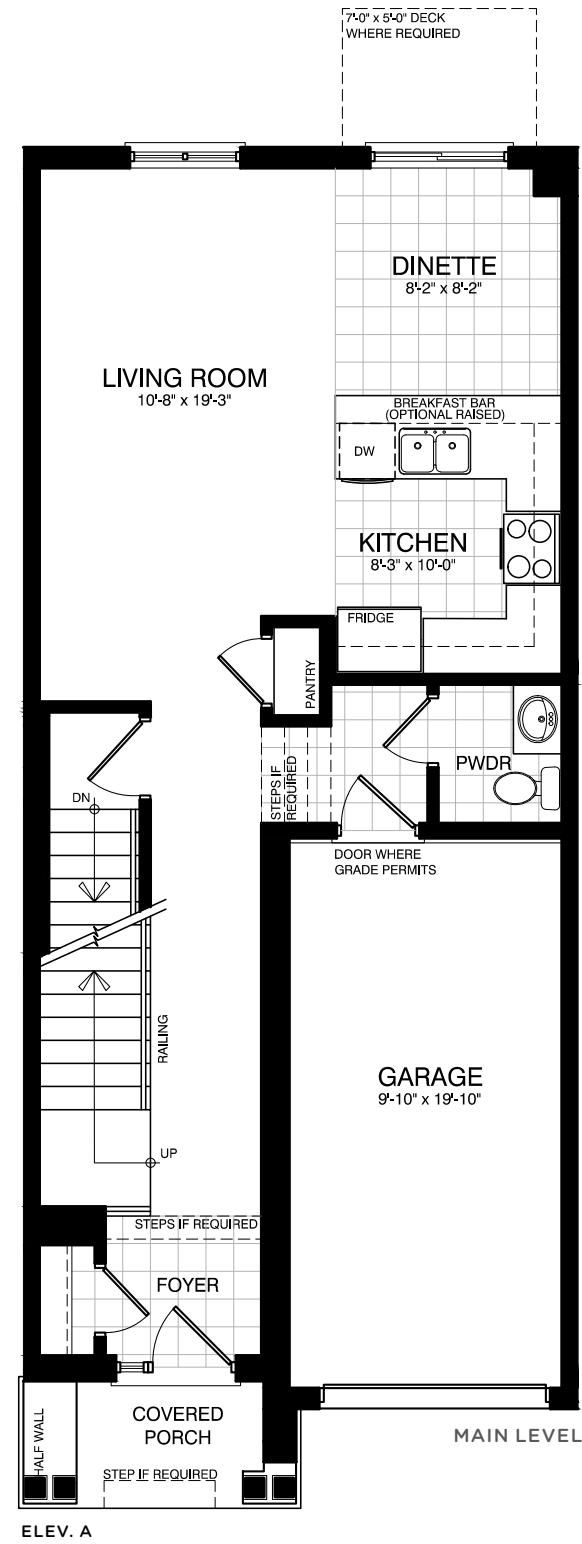 7'-0" x 5'-0" DECK
WHERE REQUIRED
DINETTE
8'-2" x 8'-2"
LIVING ROOM
10'-8" x 19'-3"
BREAKFAST BAR
(OPTIONAL RAISED)
DW
KITCHEN
8'-3" x 10'-0"
FRIDGE
PANTRY
STEPS IF
REQUIRED
PWDR
DN
DOOR WHERE
GRADE PERMITS
RAILING
GARAGE
9'-10" x 19'-10"
UP
STEPS IF REQUIRED
FOYER
COVERED
PORCH
HALF WALL
STEP IF REQUIRED
MAIN LEVEL
ELEV. A